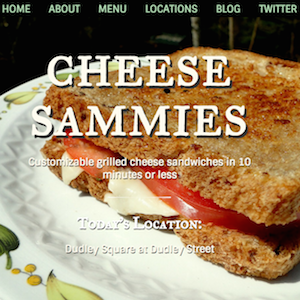 HOME ABOUT MENU LOCATIONS BLOG TWITTER
CHEESE
SAMMIES
Customizable grilled cheese sandwiches in 10
minutes or less
Today's Location:
Dudley Square at Dudley Street